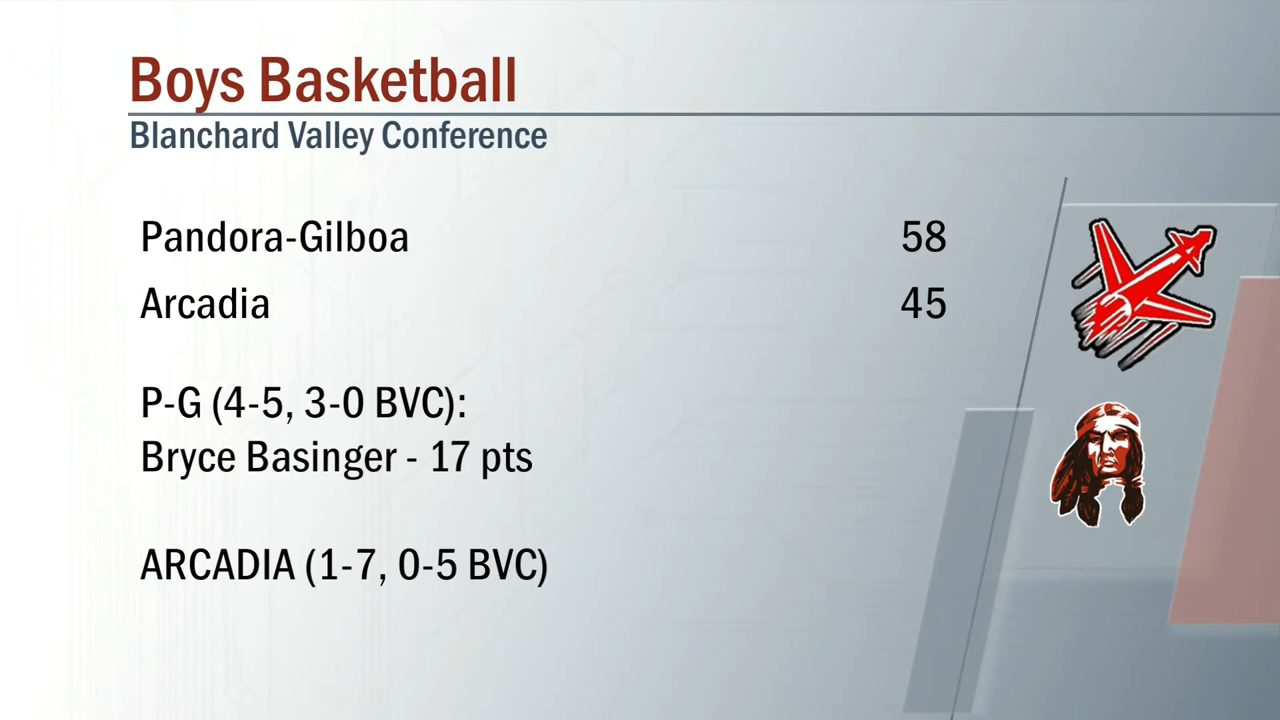 Boys Basketball
Blanchard Valley Conference
Pandora-Gilboa 58
Arcadia 45
P-G (4-5, 3-0 BVC):
Bryce Basinger - 17 pts
ARCADIA (1-7, 0-5 BVC)